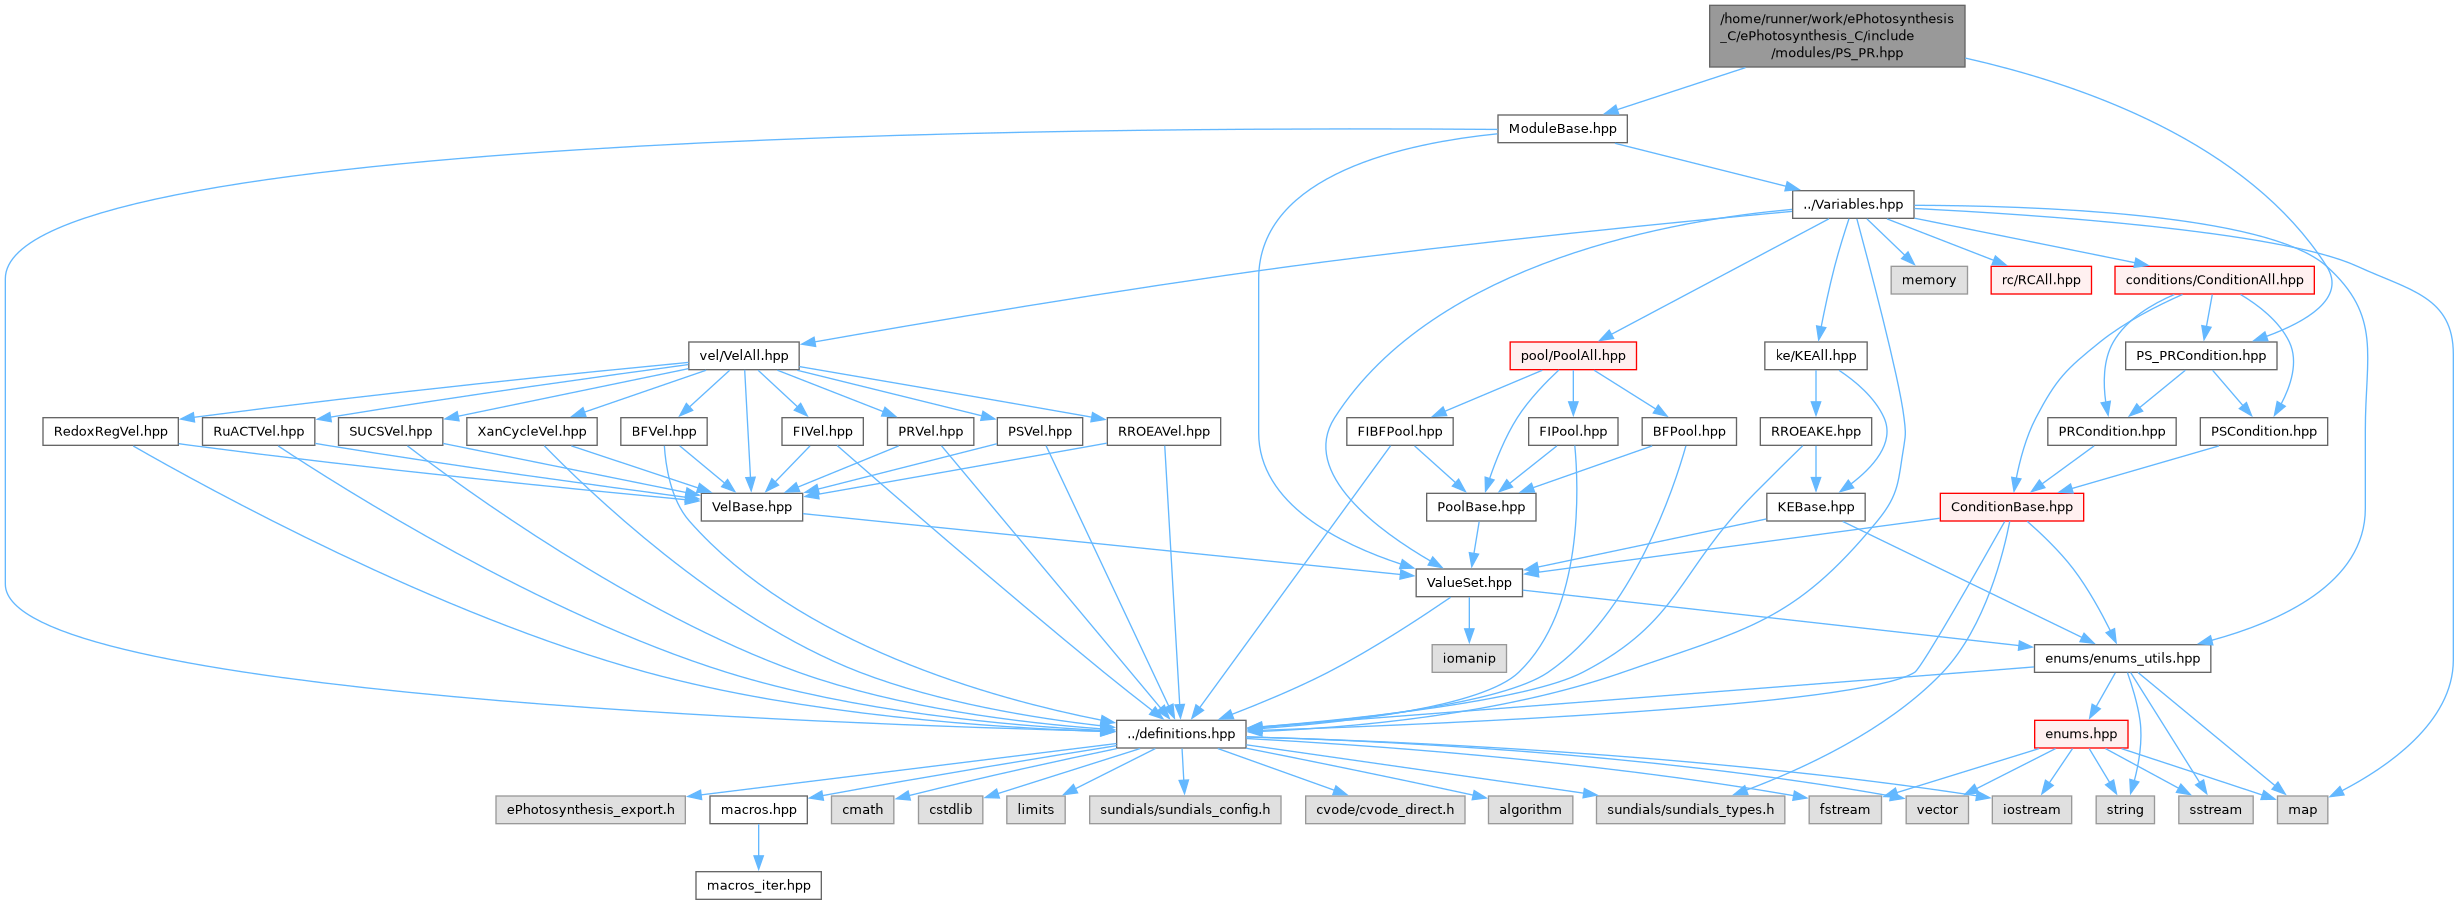 /home/runner/work/ePhotosynthesis
_C/ePhotosynthesis_C/include
/modules/PS_PR.hpp
ModuleBase.hpp
../Variables.hpp
memory
rc/RCAll.hpp
conditions/ConditionAll.hpp
vel/VelAll.hpp
pool/PoolAll.hpp
ke/KEAll.hpp
PS_PRCondition.hpp
RedoxRegVel.hpp
RuACTVel.hpp
SUCSVel.hpp
XanCycleVel.hpp
BFVel.hpp
FIVel.hpp
PRVel.hpp
PSVel.hpp
RROEAVel.hpp
FIBFPool.hpp
FIPool.hpp
BFPool.hpp
RROEAKE.hpp
PRCondition.hpp
PSCondition.hpp
VelBase.hpp
PoolBase.hpp
KEBase.hpp
ConditionBase.hpp
ValueSet.hpp
iomanip
enums/enums_utils.hpp
../definitions.hpp
enums.hpp
ePhotosynthesis_export.h
macros.hpp
cmath
cstdlib
limits
sundials/sundials_config.h
cvode/cvode_direct.h
algorithm
sundials/sundials_types.h
fstream
vector
iostream
string
sstream
map
macros_iter.hpp